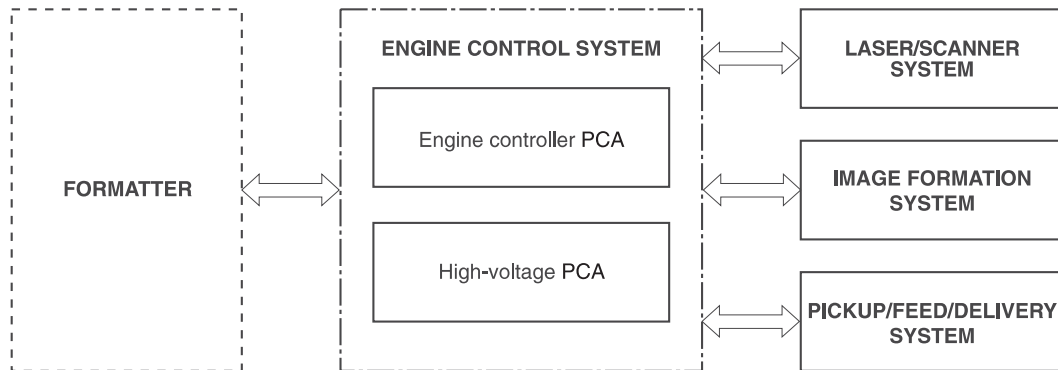 FORMATTER
ENGINE CONTROL SYSTEM
Engine controller PCA
High-voltage PCA
LASER/SCANNER
SYSTEM
IMAGE FORMATION
SYSTEM
PICKUP/FEED/DELIVERY
SYSTEM